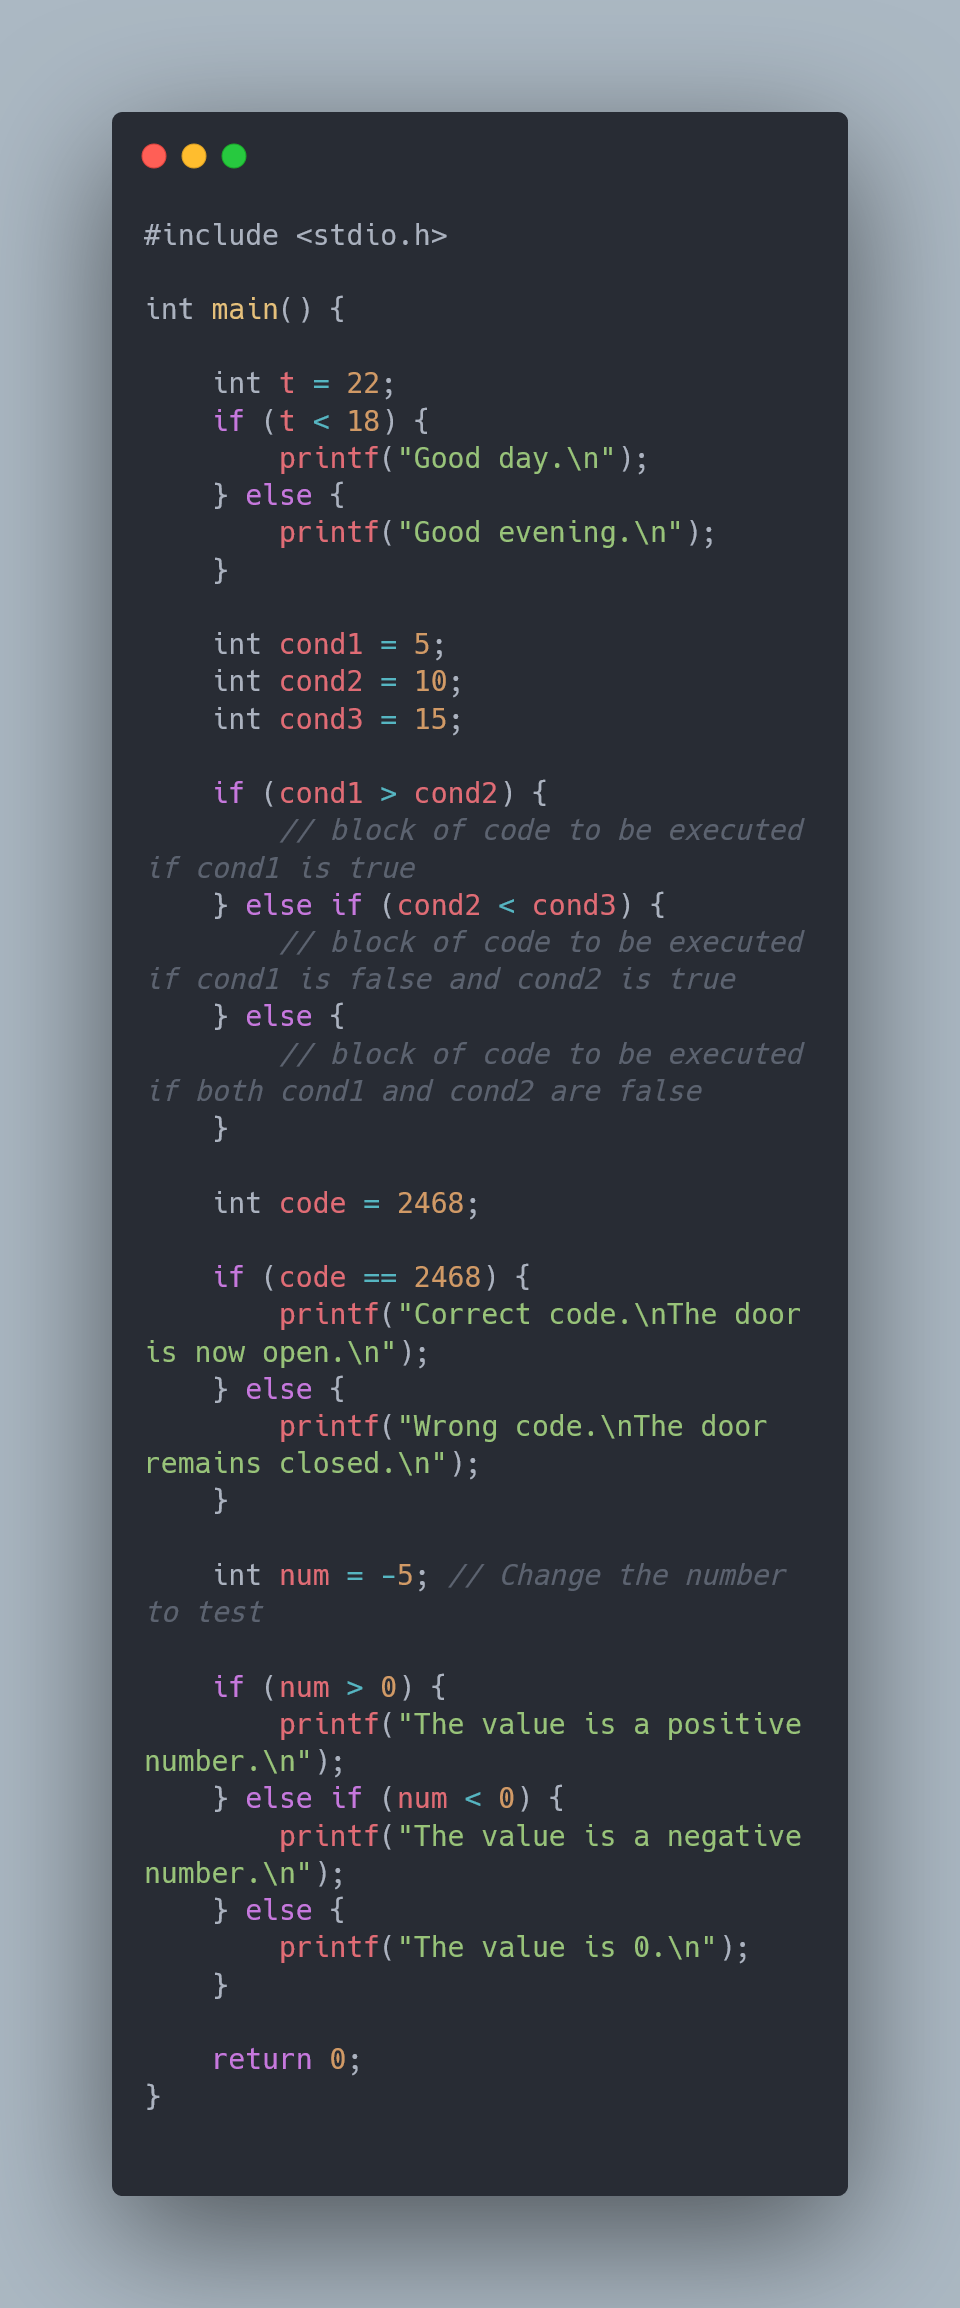 #include <stdio.h>

int main() {

    int t = 22;
    if (t < 18) {
        printf("Good day.\n");
    } else {
        printf("Good evening.\n");
    }

    int cond1 = 5;
    int cond2 = 10;
    int cond3 = 15;

    if (cond1 > cond2) {
        // block of code to be executed
if cond1 is true
    } else if (cond2 < cond3) {
        // block of code to be executed
if cond1 is false and cond2 is true
    } else {
        // block of code to be executed
if both cond1 and cond2 are false
    }

    int code = 2468;

    if (code == 2468) {
        printf("Correct code.\nThe door
is now open.\n");
    } else {
        printf("Wrong code.\nThe door
remains closed.\n");
    }

    int num = -5; // Change the number
to test

    if (num > 0) {
        printf("The value is a positive
number.\n");
    } else if (num < 0) {
        printf("The value is a negative
number.\n");
    } else {
        printf("The value is 0.\n");
    }

    return 0;
}